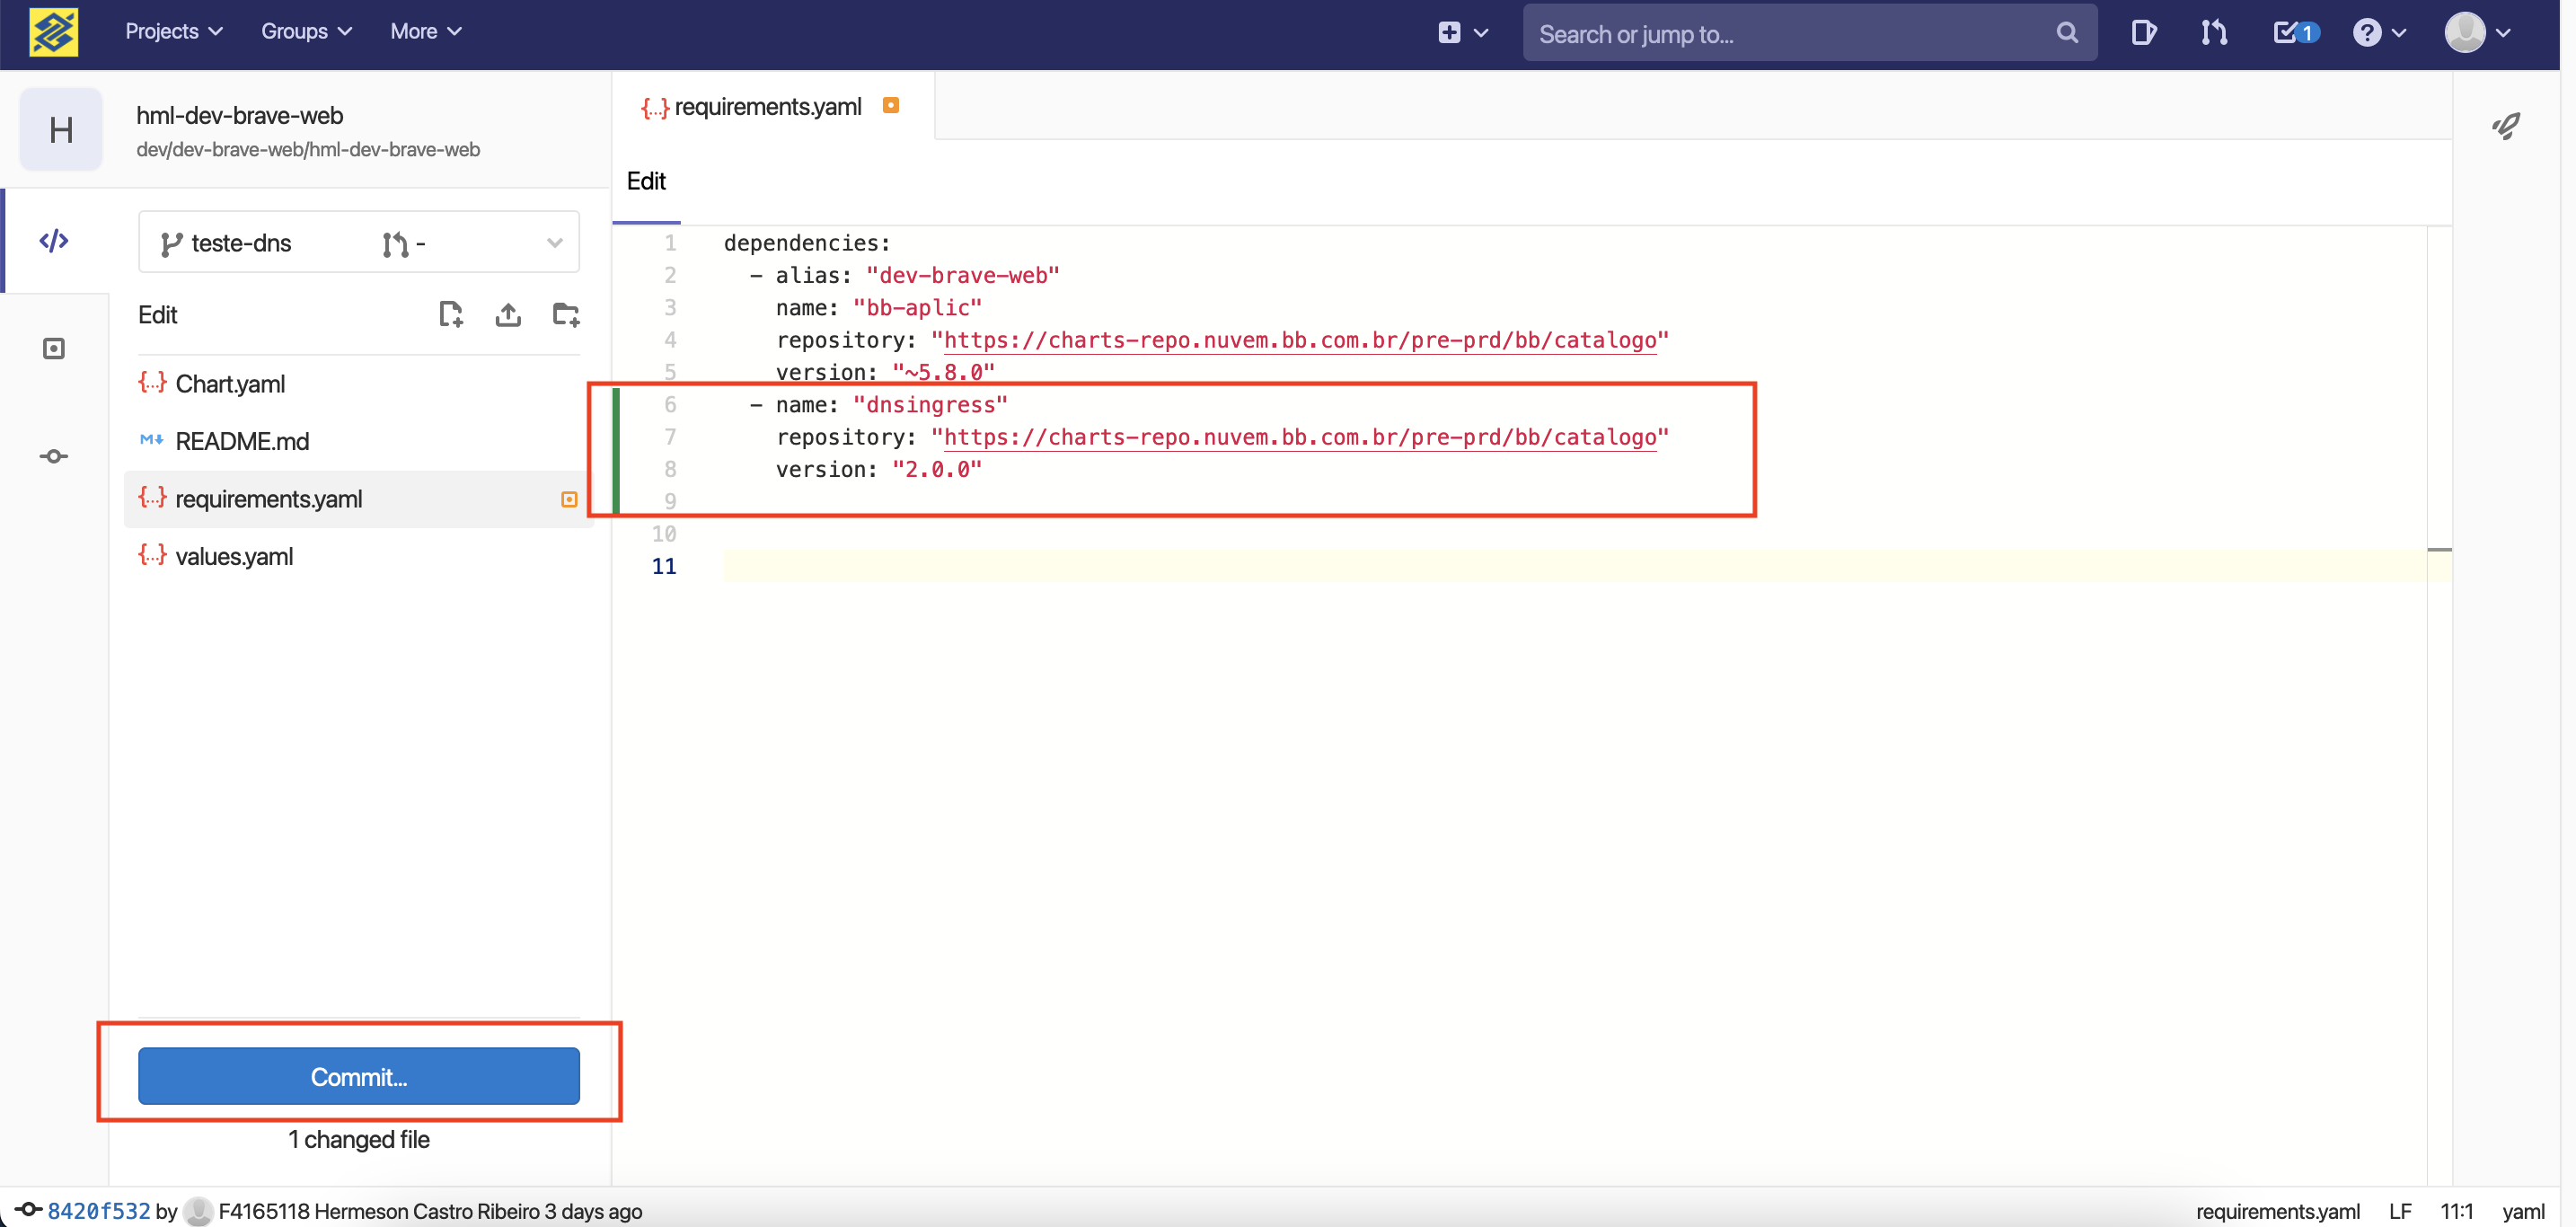 Projects Groups More Search or jump to... 1
H
hml-dev-brave-web
dev/dev-brave-web/hml-dev-brave-web
teste-dns -
Edit
Chart.yaml
README.md
requirements.yaml
values.yaml
Commit...
1 changed file
requirements.yaml
Edit
1 dependencies:
2 - alias: "dev-brave-web"
3 name: "bb-aplic"
4 repository: "https://charts-repo.nuvem.bb.com.br/pre-prd/bb/catalogo"
5 version: "~5.8.0"
6 - name: "dnsingress"
7 repository: "https://charts-repo.nuvem.bb.com.br/pre-prd/bb/catalogo"
8 version: "2.0.0"
9
10
11
8420f532 by F4165118 Hermeson Castro Ribeiro 3 days ago
requirements.yaml LF 11:1 yaml